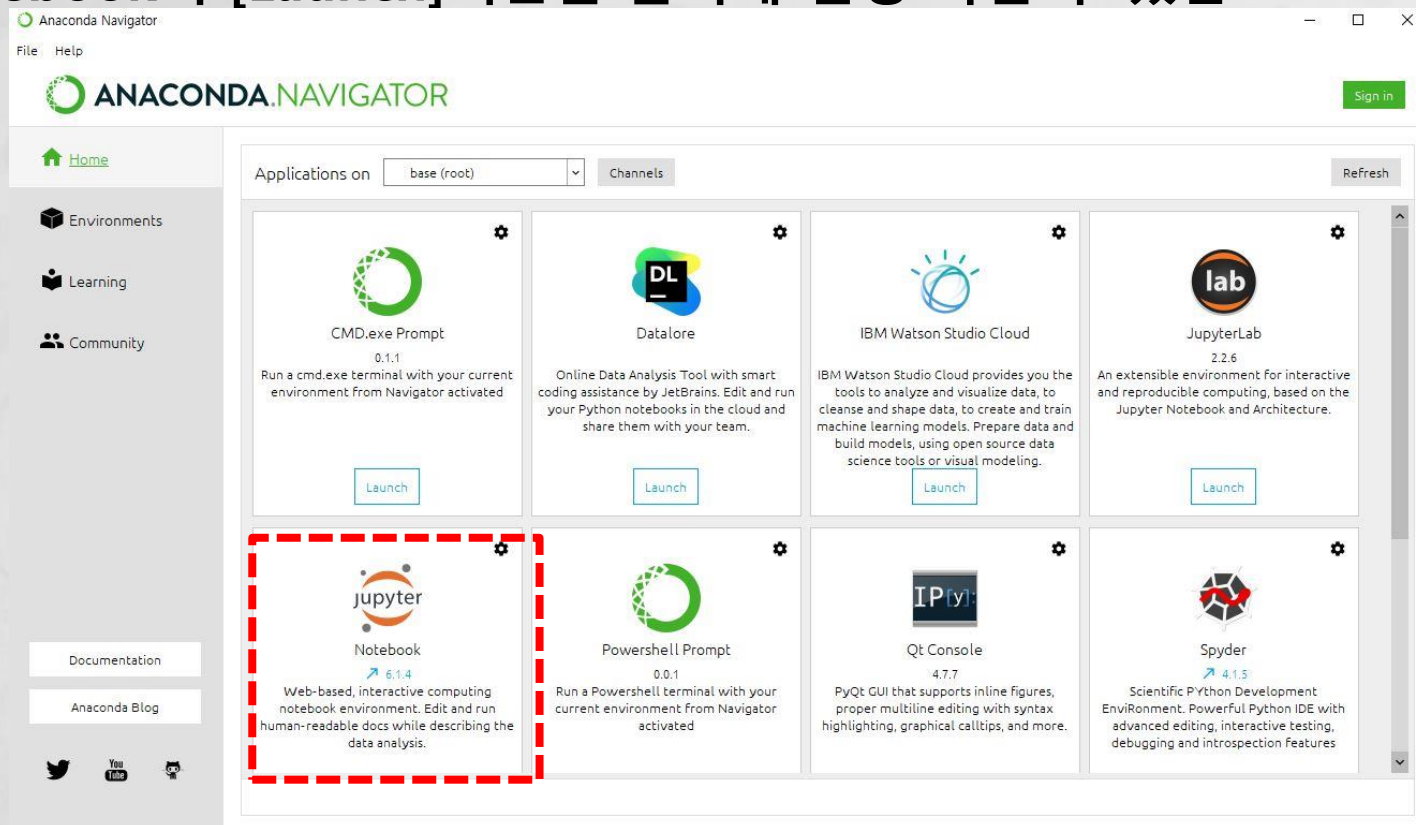 [Launch]
Anaconda Navigator
File Help
ANACONDA.NAVIGATOR
Sign in
Home
Environments
Learning
Community
Documentation
Anaconda Blog
You
Tube
Applications on base (root) Channels Refresh
CMD.exe Prompt
0.1.1
Run a cmd.exe terminal with your current
environment from Navigator activated
Launch
DL
Datalore
Online Data Analysis Tool with smart
coding assistance by JetBrains. Edit and run
your Python notebooks in the cloud and
share them with your team.
Launch
IBM Watson Studio Cloud
IBM Watson Studio Cloud provides you the
tools to analyze and visualize data, to
cleanse and shape data, to create and train
machine learning models. Prepare data and
build models, using open source data
science tools or visual modeling.
Launch
lab
JupyterLab
2.2.6
An extensible environment for interactive
and reproducible computing, based on the
Jupyter Notebook and Architecture.
Launch
jupyter
Notebook
6.1.4
Web-based, interactive computing
notebook environment. Edit and run
human-readable docs while describing the
data analysis.
Powershell Prompt
0.0.1
Run a Powershell terminal with your
current environment from Navigator
activated
IP[y]:
Qt Console
4.7.7
PyQt GUI that supports inline figures,
proper multiline editing with syntax
highlighting, graphical calltips, and more.
Spyder
4.1.5
Scientific PYthon Development
EnviRonment. Powerful Python IDE with
advanced editing, interactive testing,
debugging and introspection features